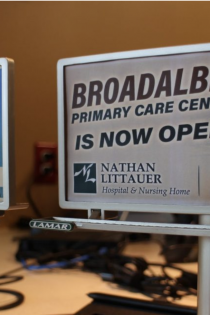 BROADALB
PRIMARY CARE CEN
IS NOW OPE
NATHAN
LITTAUER
Hospital & Nursing Home
LAMAR